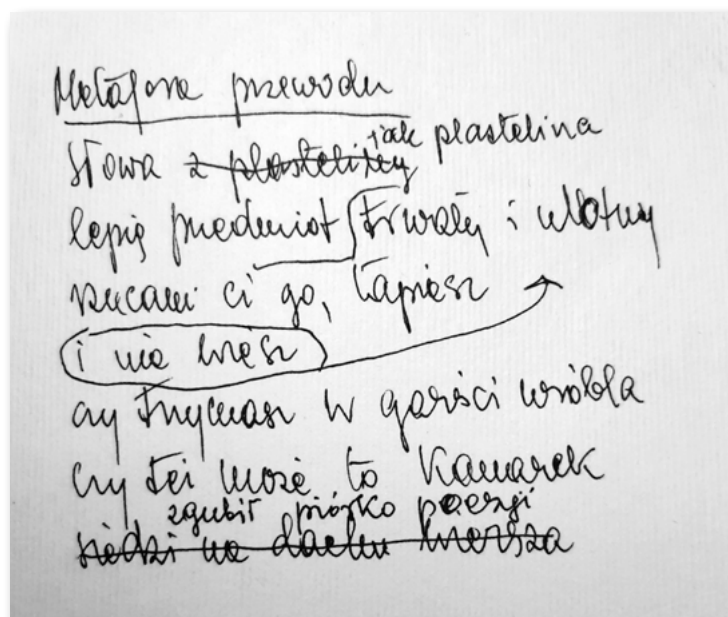 Metafora przewodu
jak plastelina
Słowa z plasteliny
lepię przedmiot trwały i ulotny
rzucam ci go, łapiesz
i nie wiesz
czy trzymasz w garści wróbla
czy też może to kanarek
zgubił piórko poezji
siedzi na dachu wiersza